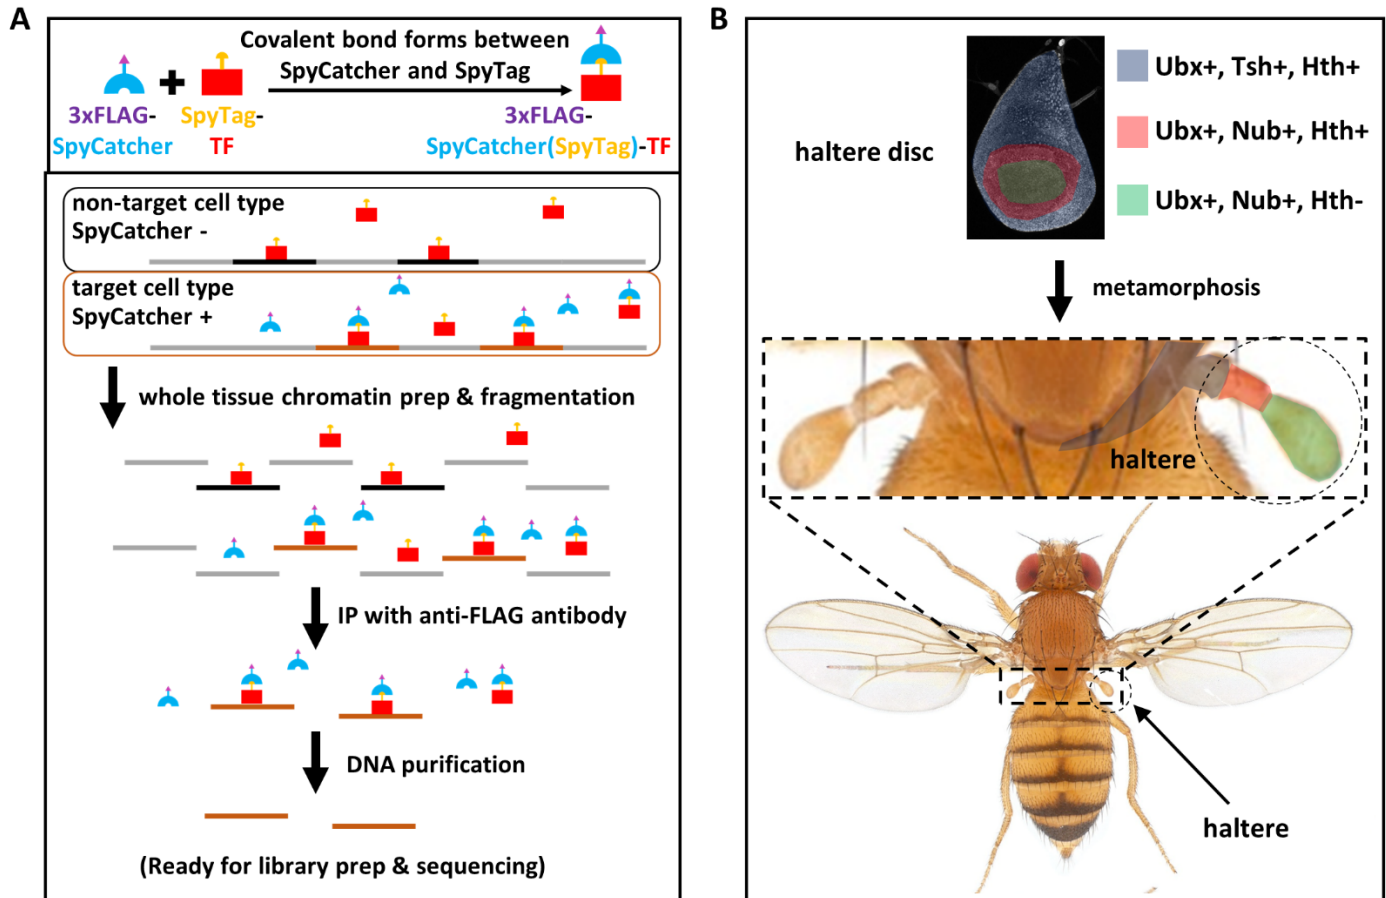 A
Covalent bond forms between
SpyCatcher and SpyTag
3xFLAG-
SpyCatcher
SpyTag-
TF
3xFLAG-
SpyCatcher(SpyTag)-TF
non-target cell type
SpyCatcher -
target cell type
SpyCatcher +
whole tissue chromatin prep & fragmentation
IP with anti-FLAG antibody
DNA purification
(Ready for library prep & sequencing)
B
haltere disc
Ubx+, Tsh+, Hth+
Ubx+, Nub+, Hth+
Ubx+, Nub+, Hth-
metamorphosis
haltere
haltere